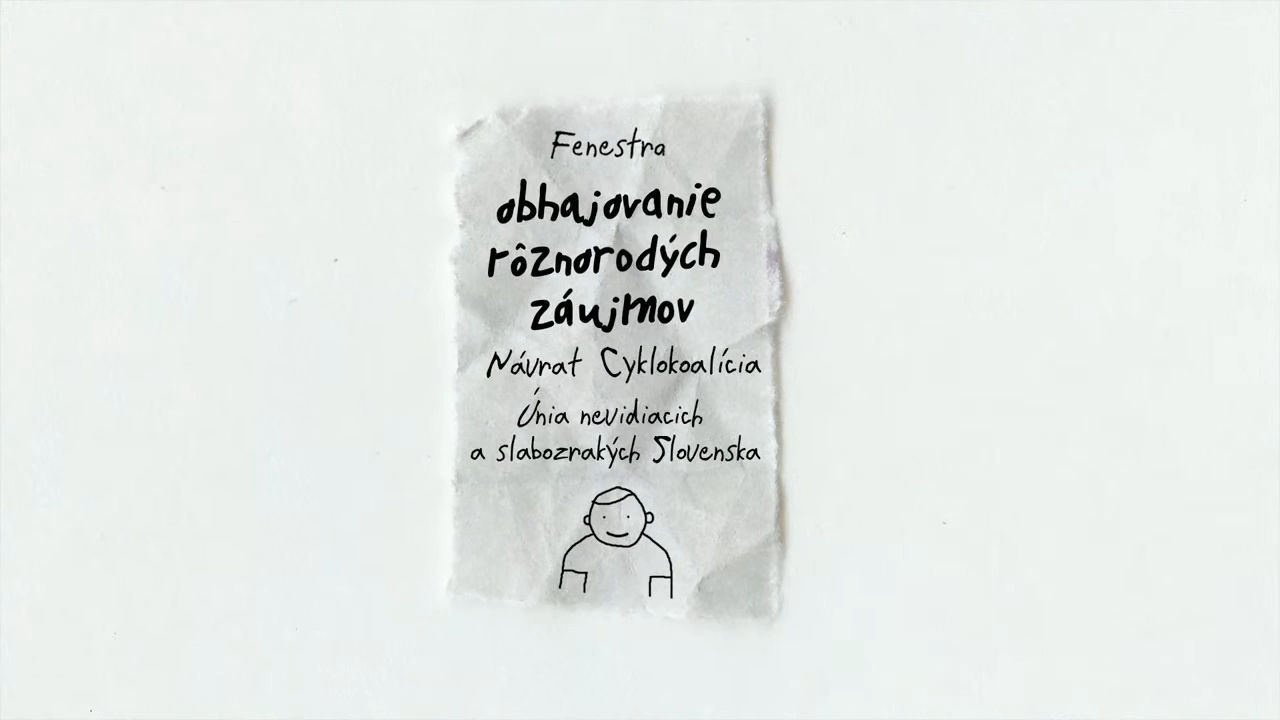 Fenestra
obhajovanie
rôznorodých
záujmov
Návrat Cyklokoalícia
Únia nevidiacich
a slabozrakých Slovenska